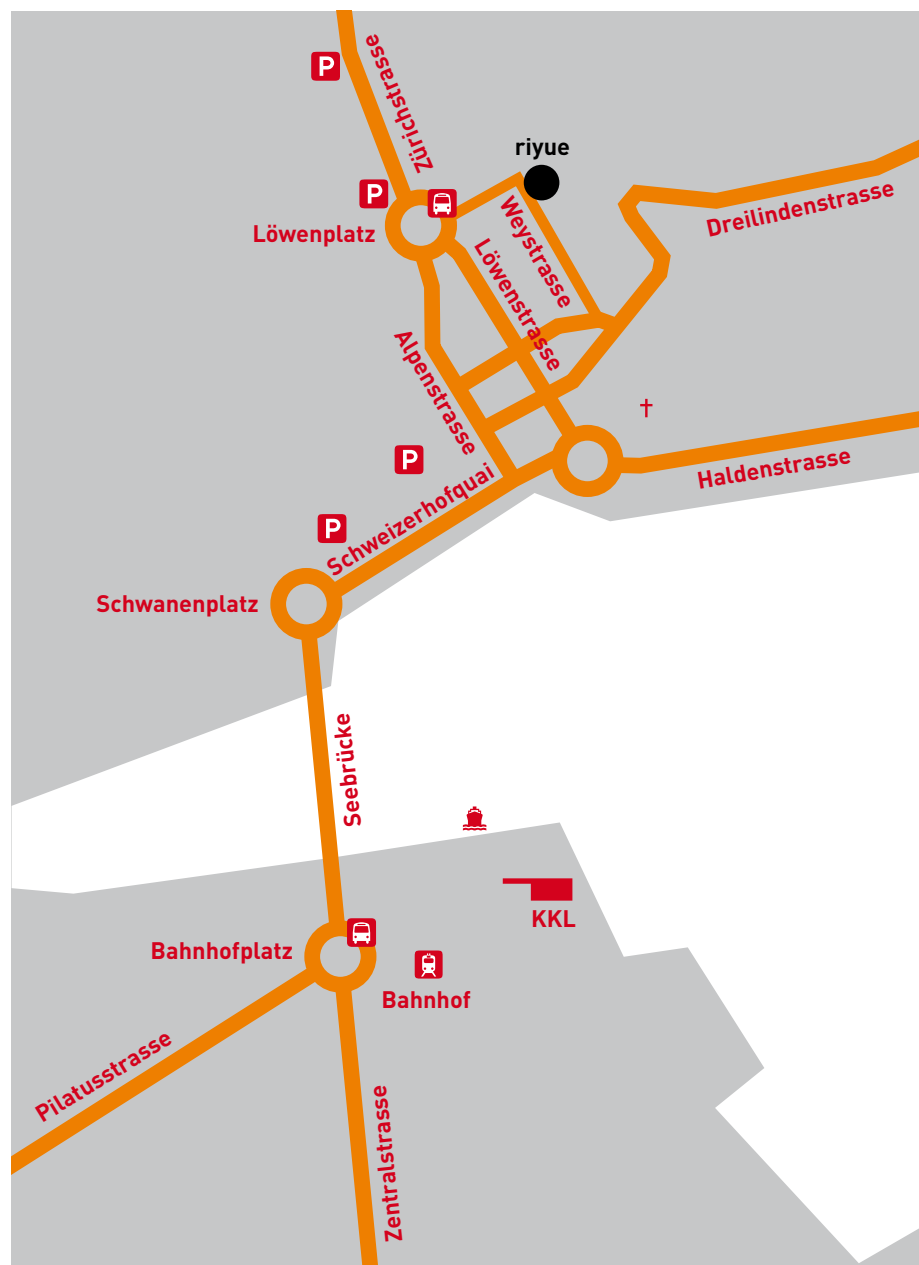 P
Zürichstrasse
riyue
P
Löwenplatz
Weystrasse
Dreilindenstrasse
Löwenstrasse
Alpenstrasse
P
Haldenstrasse
Schweizerhofquai
P
Schwanenplatz
Seebrücke
KKL
Bahnhofplatz
Bahnhof
Pilatusstrasse
Zentralstrasse